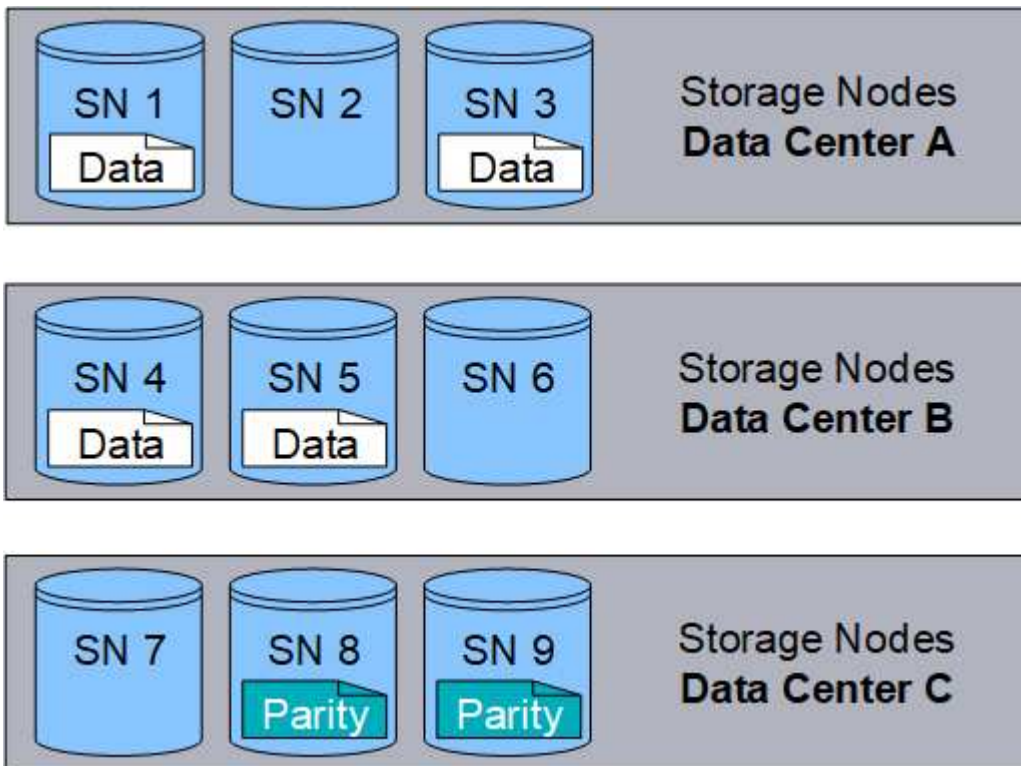 SN 1
SN 2
SN 3
Data
Data
Storage Nodes
Data Center A
SN 4
SN 5
SN 6
Data
Data
Storage Nodes
Data Center B
SN 7
SN 8
SN 9
Parity
Parity
Storage Nodes
Data Center C